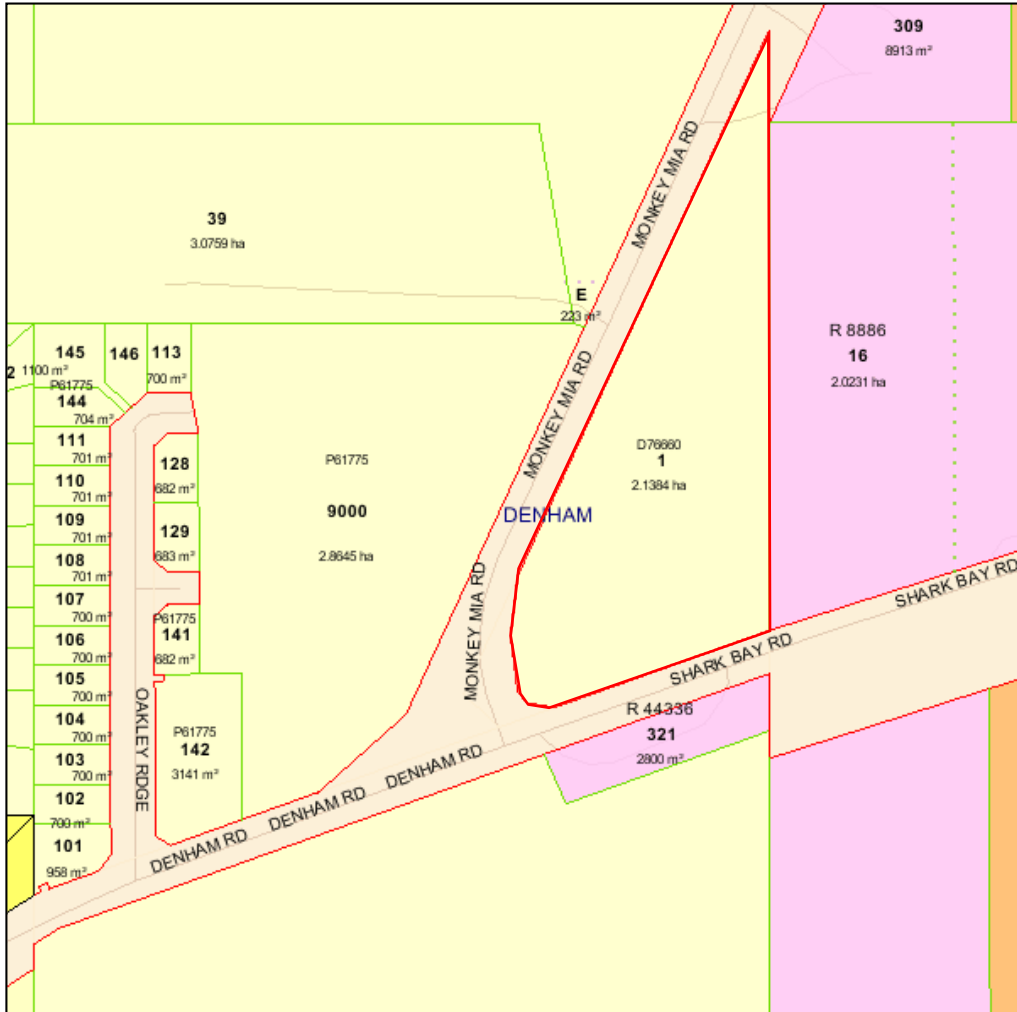 309
8913 m²
MONKEY MIA RD
39
3.0759 ha
E
223 m²
R 8886
16
2.0231 ha
145
146
113
2
1100 m²
700 m²
P61775
144
704 m²
MONKEY MIA RD
111
701 m²
128
682 m²
P61775
D76660
1
2.1384 ha
110
701 m²
9000
DENHAM
109
701 m²
129
683 m²
2.8645 ha
108
701 m²
107
700 m²
MONKEY MIA RD
SHARK BAY RD
P61775
141
682 m²
106
700 m²
SHARK BAY RD
105
700 m²
OAKLEY RDGE
R 44336
321
2800 m²
104
700 m²
P61775
142
3141 m²
103
700 m²
DENHAM RD
DENHAM RD
DENHAM RD
102
700 m²
101
958 m²